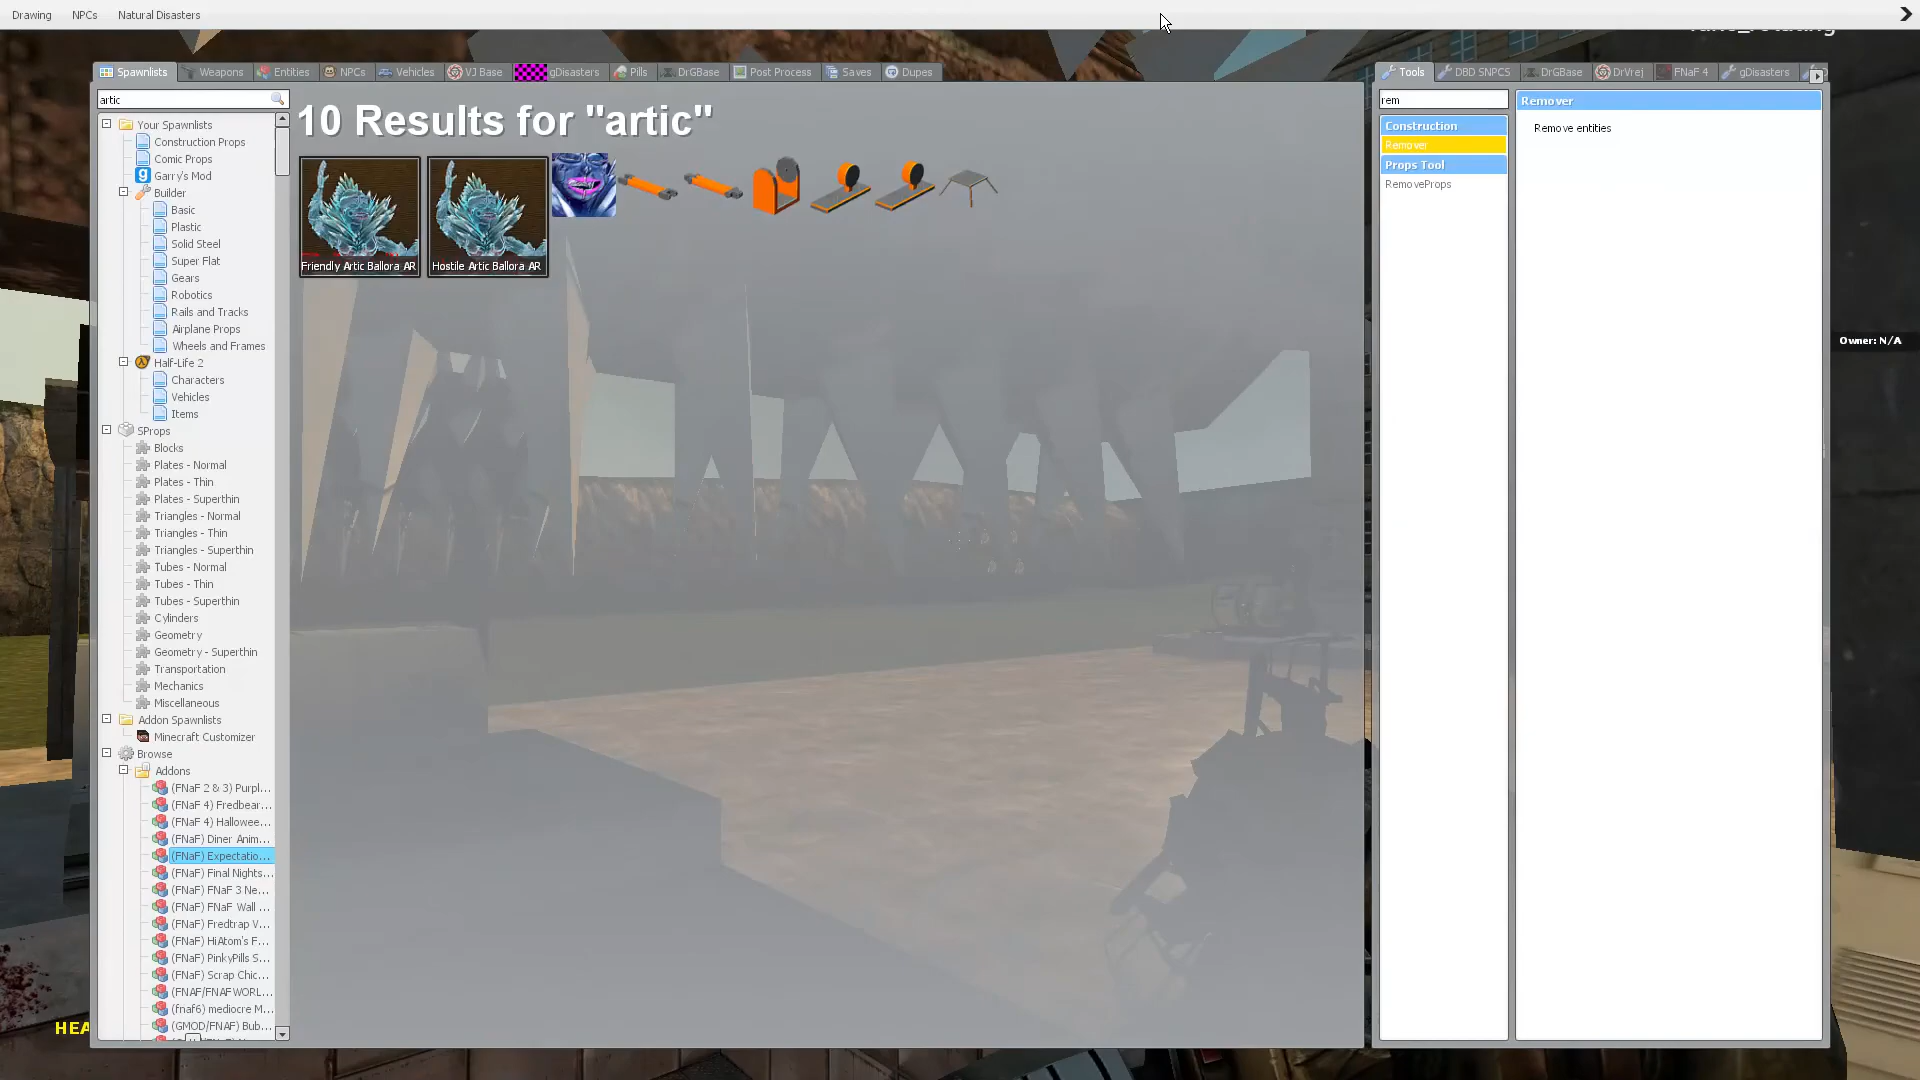 Drawing NPCs Natural Disasters
Spawnlists Weapons Entities NPCs Vehicles VJ Base gDisasters Pills DrGBase Post Process Saves Dupes
Tools DBD SNPCS DrGBase DrVrej FNaF 4 gDisasters
artic
10 Results for "artic"
Friendly Artic Ballora AR
Hostile Artic Ballora AR
Your Spawnlists
Construction Props
Comic Props
Garry's Mod
Builder
Basic
Plastic
Solid Steel
Super Flat
Gears
Robotics
Rails and Tracks
Airplane Props
Wheels and Frames
Half-Life 2
Characters
Vehicles
Items
SProps
Blocks
Plates - Normal
Plates - Thin
Plates - Superthin
Triangles - Normal
Triangles - Thin
Triangles - Superthin
Tubes - Normal
Tubes - Thin
Tubes - Superthin
Cylinders
Geometry
Geometry - Superthin
Transportation
Mechanics
Miscellaneous
Addon Spawnlists
Minecraft Customizer
Browse
Addons
(FNaF 2 & 3) Purpl...
(FNaF 4) Fredbear...
(FNaF 4) Hallowee...
(FNaF) Diner Anim...
(FNaF) Expectatio...
(FNaF) Final Nights...
(FNaF) FNaF 3 Ne...
(FNaF) FNaF Wall ...
(FNaF) Fredtrap V...
(FNaF) HiAtom's F...
(FNaF) PinkyPills S...
(FNaF) Scrap Chic...
(FNAF/FNAFWORL...
(fnaf6) mediocre M...
(GMOD/FNAF) Bub...
rem
Construction
Remover
Props Tool
RemoveProps
Remover
Remove entities
Owner: N/A
HEA